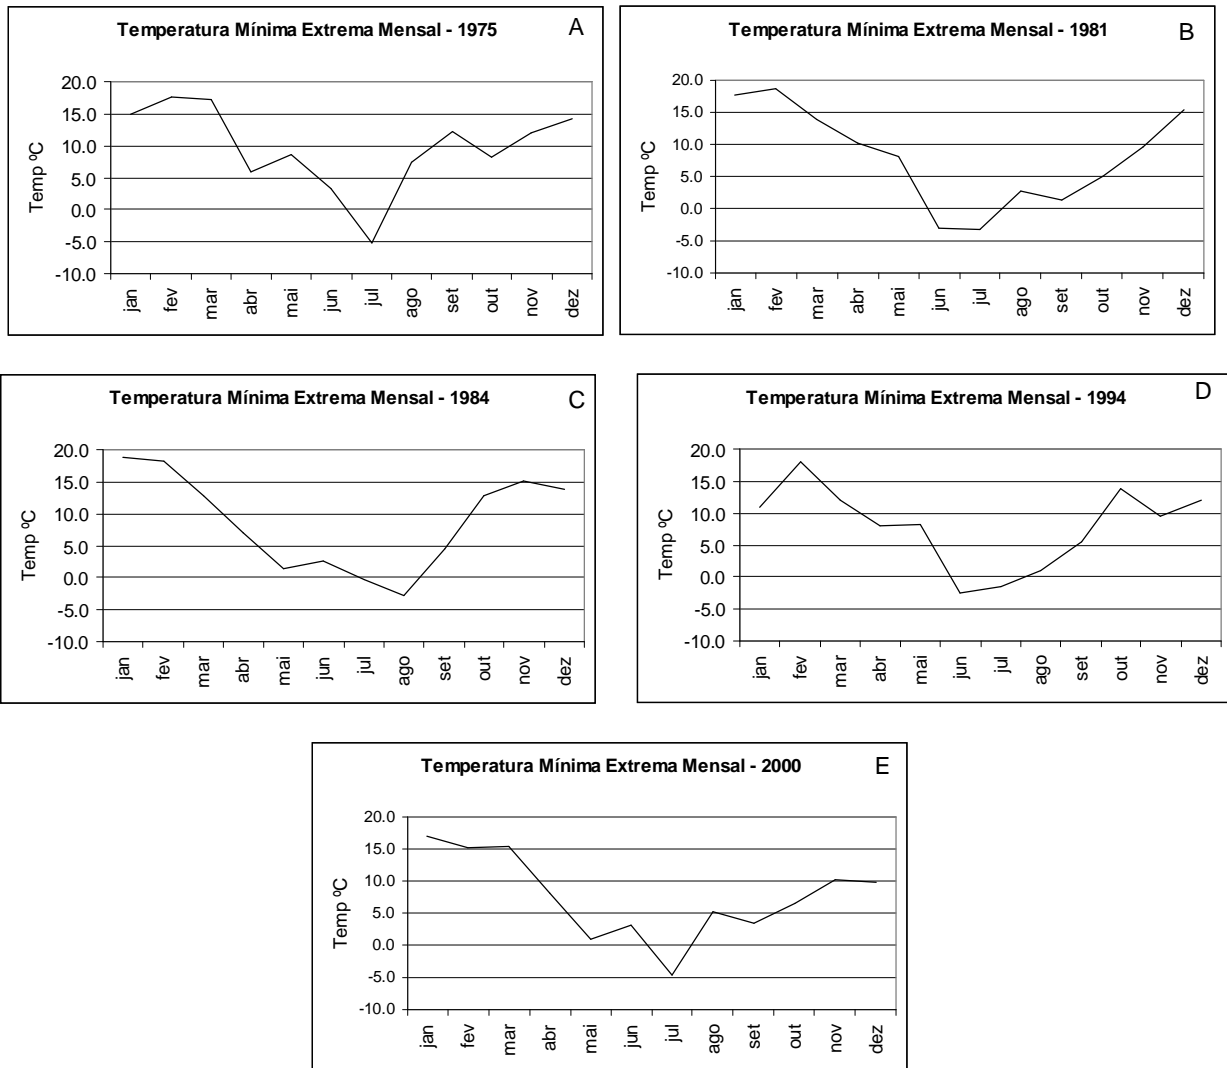 Temperatura Mínima Extrema Mensal - 1975
A
20.0
15.0
10.0
5.0
0.0
-5.0
-10.0
Temp ºC
jan
fev
mar
abr
mai
jun
jul
ago
set
out
nov
dez
Temperatura Mínima Extrema Mensal - 1981
B
20.0
15.0
10.0
5.0
0.0
-5.0
-10.0
Temp ºC
jan
fev
mar
abr
mai
jun
jul
ago
set
out
nov
dez
Temperatura Mínima Extrema Mensal - 1984
C
20.0
15.0
10.0
5.0
0.0
-5.0
-10.0
Temp ºC
jan
fev
mar
abr
mai
jun
jul
ago
set
out
nov
dez
Temperatura Mínima Extrema Mensal - 1994
D
20.0
15.0
10.0
5.0
0.0
-5.0
-10.0
Temp ºC
jan
fev
mar
abr
mai
jun
jul
ago
set
out
nov
dez
Temperatura Mínima Extrema Mensal - 2000
E
20.0
15.0
10.0
5.0
0.0
-5.0
-10.0
Temp ºC
jan
fev
mar
abr
mai
jun
jul
ago
set
out
nov
dez